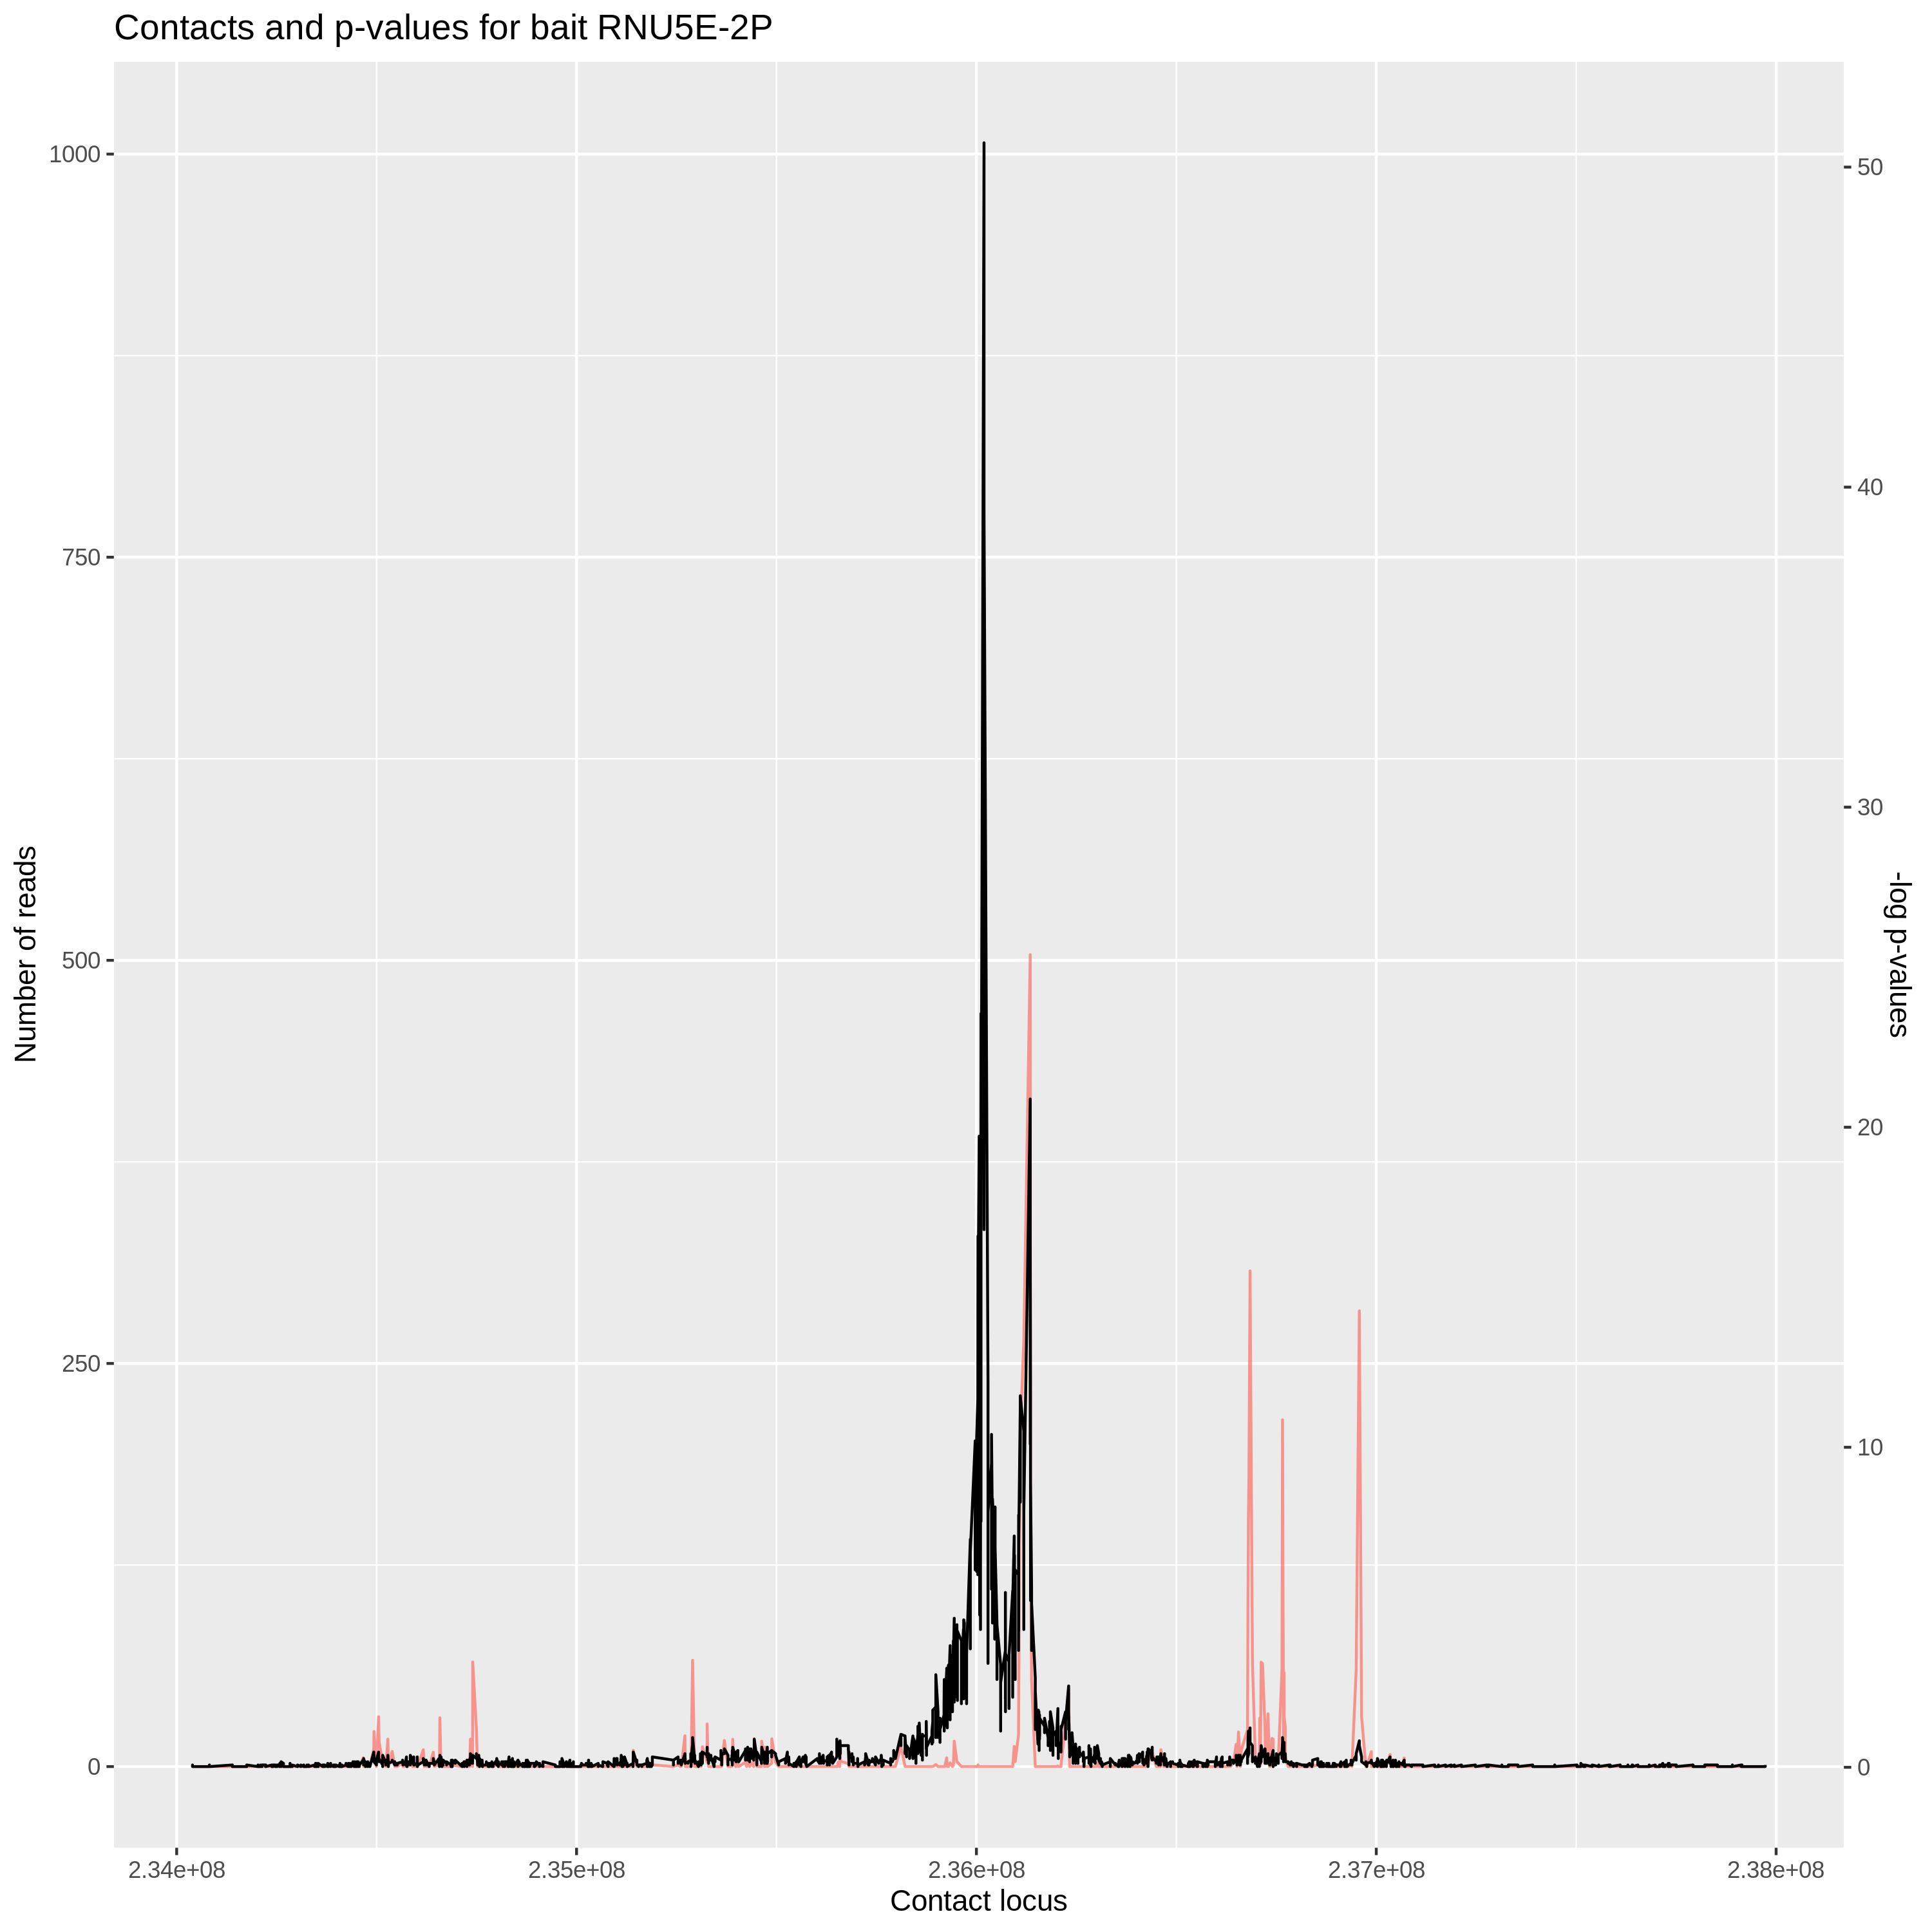 Contacts and p-values for bait RNU5E-2P
1000
750
500
250
0
Number of reads
50
40
30
20
10
0
-log p-values
2.34e+08 2.35e+08 2.36e+08 2.37e+08 2.38e+08
Contact locus